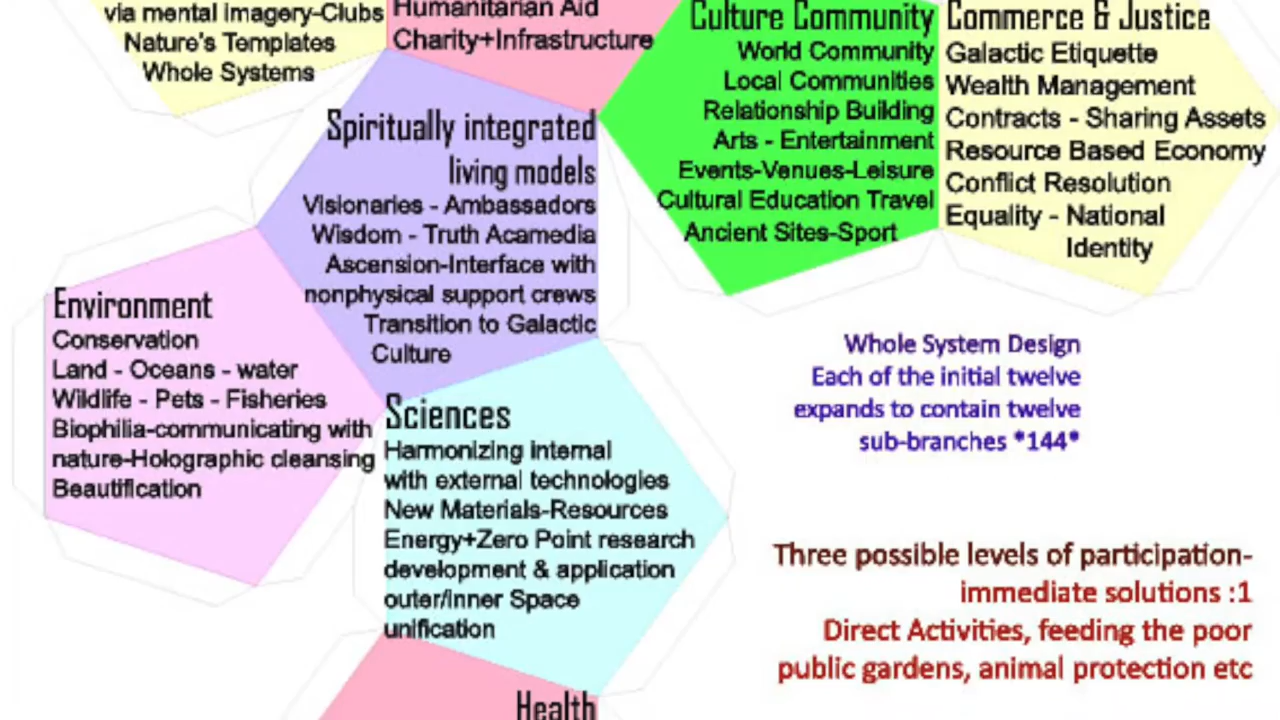 via mental imagery-Clubs
Nature's Templates
Whole Systems
Humanitarian Aid
Charity+Infrastructure
Culture Community
World Community
Local Communities
Relationship Building
Arts - Entertainment
Events-Venues-Leisure
Cultural Education Travel
Ancient Sites-Sport
Commerce & Justice
Galactic Etiquette
Wealth Management
Contracts - Sharing Assets
Resource Based Economy
Conflict Resolution
Equality - National
Identity
Spiritually integrated
living models
Visionaries - Ambassadors
Wisdom - Truth Acamedia
Ascension-Interface with
nonphysical support crews
Transition to Galactic
Culture
Environment
Conservation
Land - Oceans - water
Wildlife - Pets - Fisheries
Biophilia-communicating with
nature-Holographic cleansing
Beautification
Sciences
Harmonizing internal
with external technologies
New Materials-Resources
Energy+Zero Point research
development & application
outer/inner Space
unification
Whole System Design
Each of the initial twelve
expands to contain twelve
sub-branches *144*
Three possible levels of participation-
immediate solutions :1
Direct Activities, feeding the poor
public gardens, animal protection etc
Health